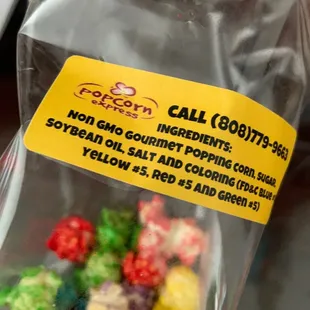 POPCORN
express
CALL (808)779-9663
INGREDIENTS:
NON GMO GOURMET POPPING CORN, SUGAR,
SOYBEAN OIL, SALT AND COLORING (FD&C BLUE
YELLOW #5, RED #5 AND GREEN #5)